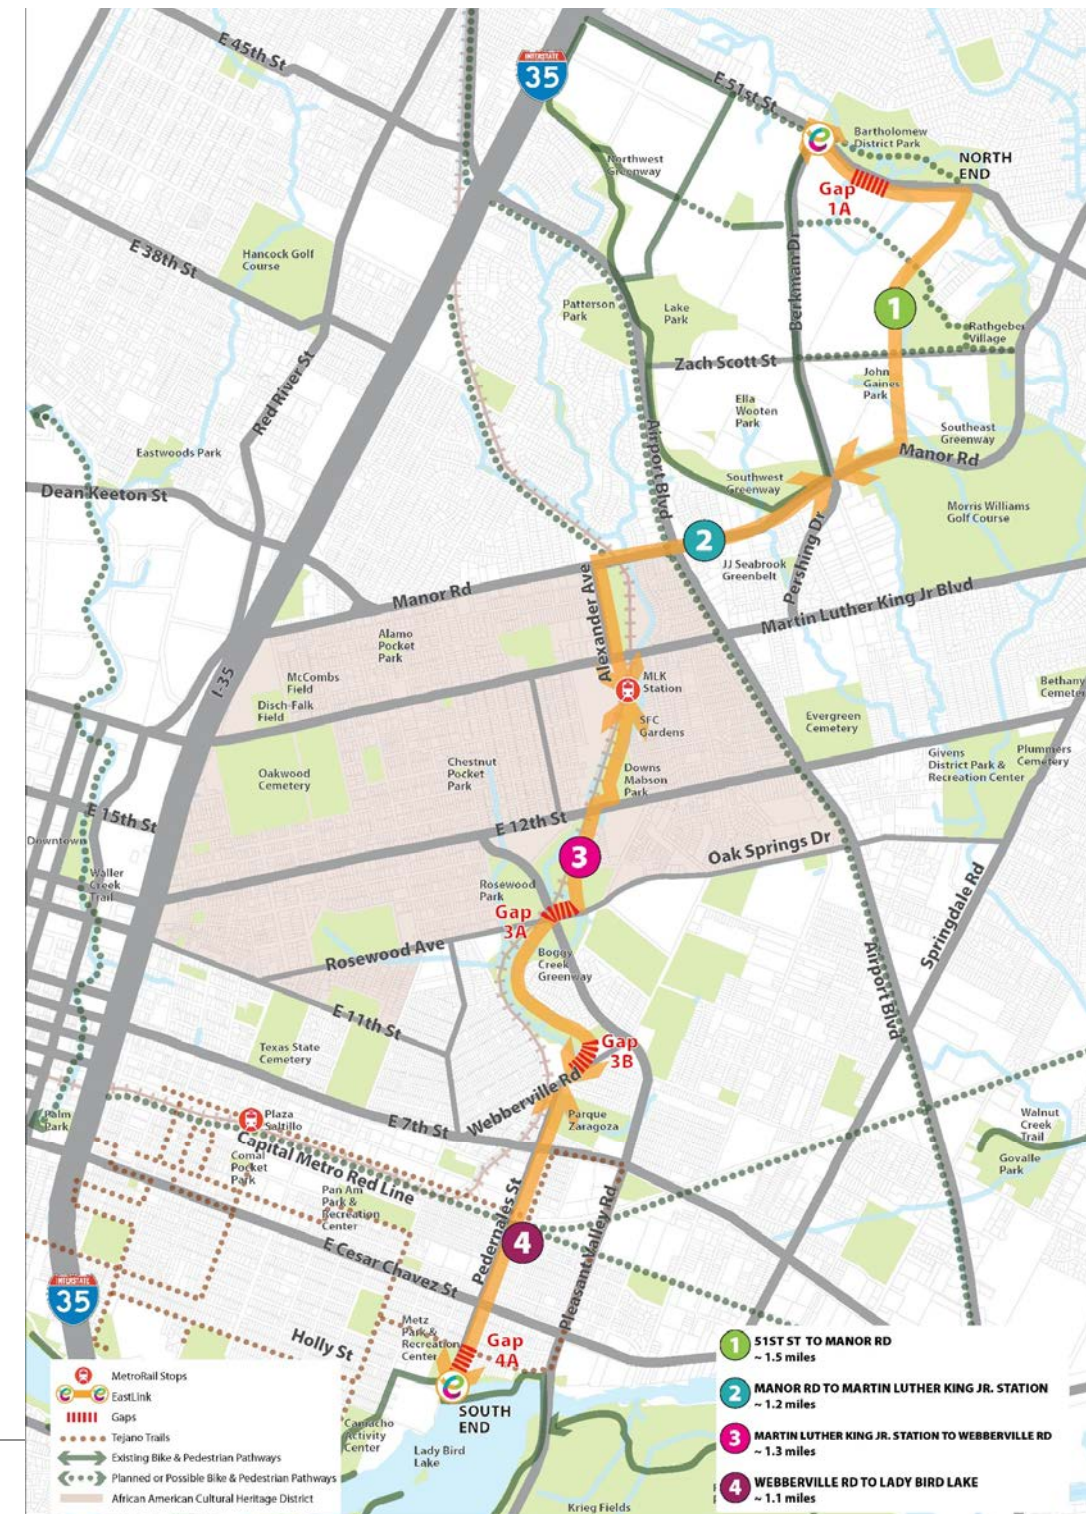 E 45th St
INTERSTATE
35
E 51st St
Bartholomew
District Park
NORTH
END
Northwest
Greenway
Gap
1A
Hancock Golf
Course
E 38th St
Berkman Dr
Patterson
Park
Lake
Park
1
Rathgeber
Village
Zach Scott St
John
Gaines
Park
Red River St
Ella
Wooten
Park
Airport Blvd
Southeast
Greenway
Manor Rd
Eastwoods Park
Southwest
Greenway
Dean Keeton St
Morris Williams
Golf Course
2
Pershing Dr
JJ Seabrook
Greenbelt
Manor Rd
Alexander Ave
Martin Luther King Jr Blvd
Alamo
Pocket
Park
I-35
McCombs
Field
Disch-Falk
Field
MLK
Station
Bethany
SFC
Gardens
Evergreen
Cemetery
Givens
District Park &
Recreation Center
Plummers
Cemetery
Oakwood
Cemetery
Chestnut
Pocket
Park
Downs
Mabson
Park
E 15th St
E 12th St
Downtown
Oak Springs Dr
3
Waller
Creek
Trail
Rosewood
Park
Gap
3A
Springdale Rd
Rosewood Ave
Boggy
Creek
Greenway
Airport Blvd
E 11th St
Texas State
Cemetery
Gap
3B
Webberville Rd
Palm
Park
Plaza
Saltillo
E 7th St
Parque
Zaragoza
Walnut
Creek
Trail
Govalle
Park
Capital Metro Red Line
Comal
Pocket
Park
Pan Am
Park &
Recreation
Center
Pedernales St
Pleasant Valley Rd
4
E Cesar Chavez St
INTERSTATE
35
Holly St
Metz
Park &
Recreation
Center
Gap
4A
SOUTH
END
Camacho
Activity
Center
Lady Bird
Lake
Krieg Fields
MetroRail Stops
EastLink
Gaps
Tejano Trails
Existing Bike & Pedestrian Pathways
Planned or Possible Bike & Pedestrian Pathways
African American Cultural Heritage District
1
51ST ST TO MANOR RD
~ 1.5 miles
2
MANOR RD TO MARTIN LUTHER KING JR. STATION
~ 1.2 miles
3
MARTIN LUTHER KING JR. STATION TO WEBBERVILLE RD
~ 1.3 miles
4
WEBBERVILLE RD TO LADY BIRD LAKE
~ 1.1 miles